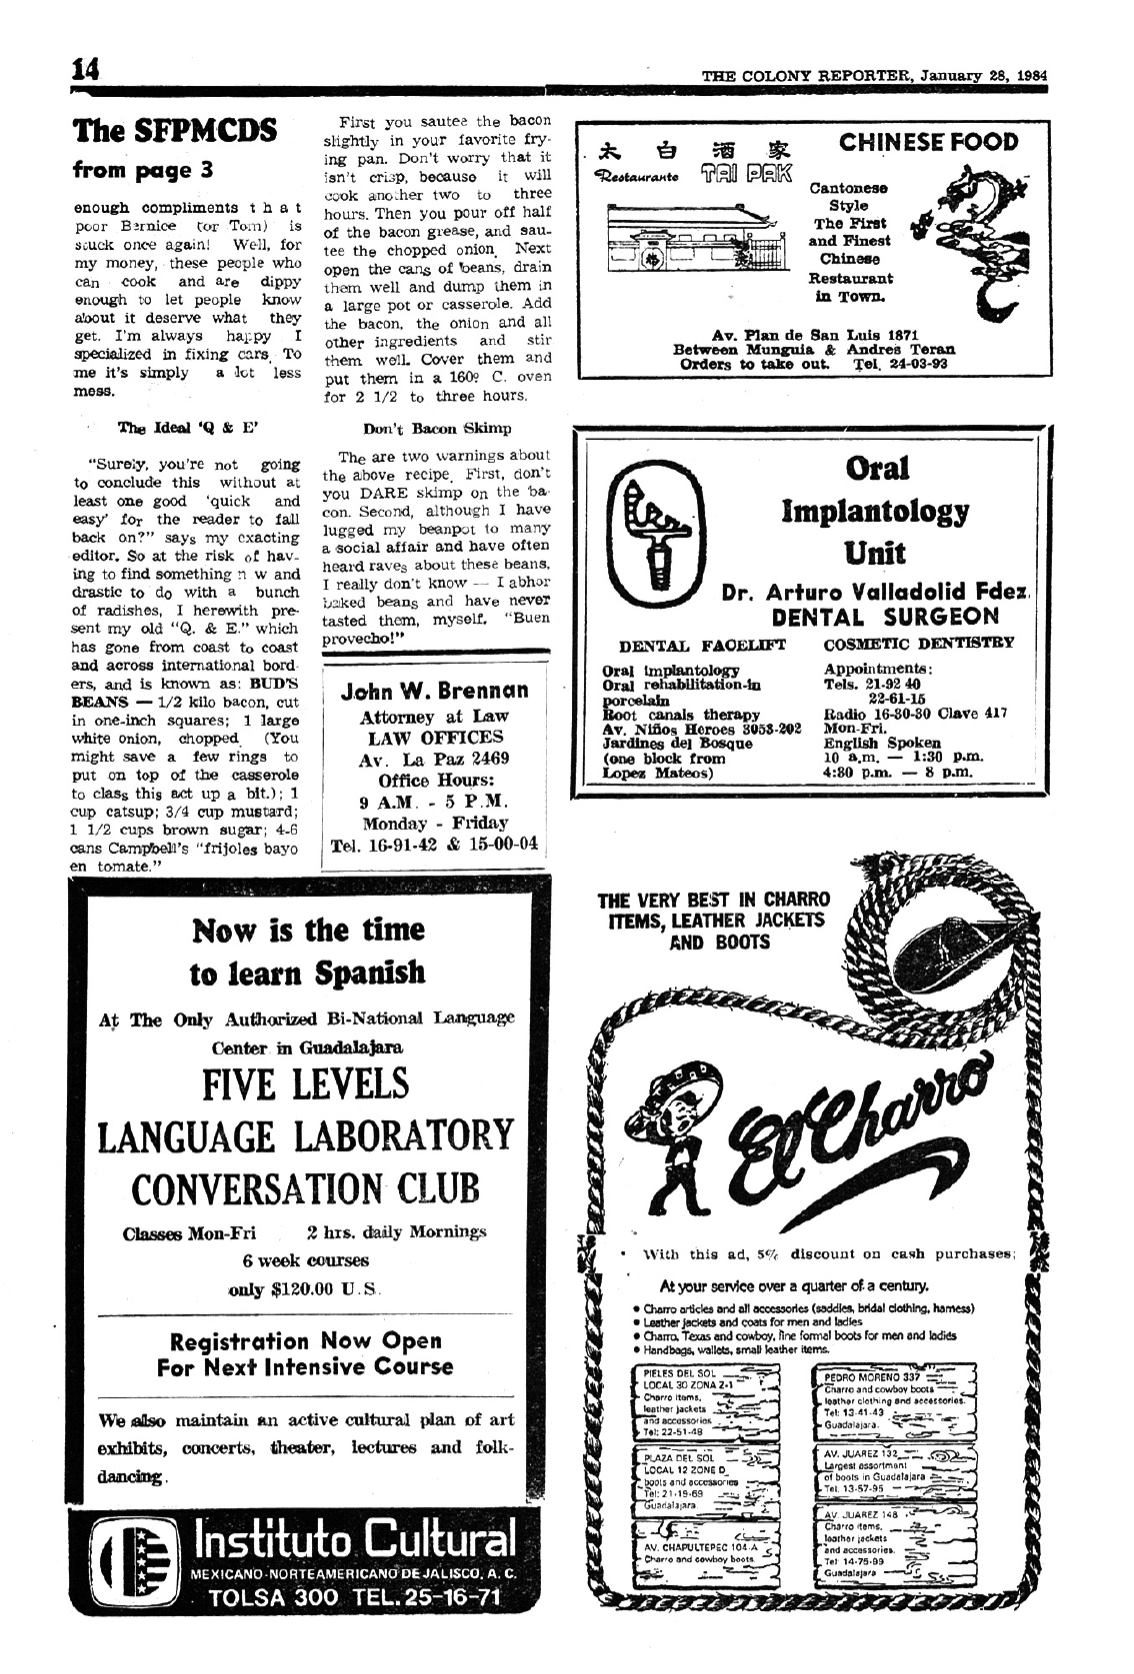 14
THE COLONY REPORTER, January 28, 1984
The SFPMCDS
from page 3
enough compliments t h a t
poor Bernice (or Tom) is
stuck once again! Well, for
my money, these people who
can cook and are dippy
enough to let people know
about it deserve what they
get. I'm always happy I
specialized in fixing cars. To
me it's simply a lot less
mess.
The Ideal 'Q & E'
"Surely, you're not going
to conclude this without at
least one good 'quick and
easy' for the reader to fall
back on?" says my exacting
editor. So at the risk of hav-
ing to find something n w and
drastic to do with a bunch
of radishes, I herewith pre-
sent my old "Q. & E." which
has gone from coast to coast
and across international bord-
ers, and is known as: BUD'S
BEANS — 1/2 kilo bacon, cut
in one-inch squares; 1 large
white onion, chopped. (You
might save a few rings to
put on top of the casserole
to class this act up a bit.); 1
cup catsup; 3/4 cup mustard;
1 1/2 cups brown sugar; 4-6
cans Campbell's "frijoles bayo
en tomate."
First you sautee the bacon
slightly in your favorite fry-
ing pan. Don't worry that it
isn't crisp, because it will
cook another two to three
hours. Then you pour off half
of the bacon grease, and sau-
tee the chopped onion. Next
open the cans of beans, drain
them well and dump them in
a large pot or casserole. Add
the bacon, the onion and all
other ingredients and stir
them well. Cover them and
put them in a 160º C. oven
for 2 1/2 to three hours.
Don't Bacon Skimp
The are two warnings about
the above recipe. First, don't
you DARE skimp on the ba-
con. Second, although I have
lugged my beanpot to many
a social affair and have often
heard raves about these beans,
I really don't know — I abhor
baked beans and have never
tasted them, myself. "Buen
provecho!"
John W. Brennan
Attorney at Law
LAW OFFICES
Av. La Paz 2469
Office Hours:
9 A.M. - 5 P.M.
Monday - Friday
Tel. 16-91-42 & 15-00-04
Now is the time
to learn Spanish
At The Only Authorized Bi-National Language
Center in Guadalajara
FIVE LEVELS
LANGUAGE LABORATORY
CONVERSATION CLUB
Classes Mon-Fri 2 hrs. daily Mornings
6 week courses
only $120.00 U.S.
Registration Now Open
For Next Intensive Course
We also maintain an active cultural plan of art
exhibits, concerts, theater, lectures and folk-
dancing.
Instituto Cultural
MEXICANO-NORTEAMERICANO DE JALISCO, A. C.
TOLSA 300 TEL. 25-16-71
太白酒家
Restaurante TAI PAK
CHINESE FOOD
Cantonese
Style
The First
and Finest
Chinese
Restaurant
in Town.
Av. Plan de San Luis 1871
Between Munguia & Andres Teran
Orders to take out. Tel. 24-03-93
Oral
Implantology
Unit
Dr. Arturo Valladolid Fdez.
DENTAL SURGEON
DENTAL FACELIFT
Oral implantology
Oral rehabilitation-in
porcelain
Root canals therapy
Av. Niños Heroes 3053-202
Jardines del Bosque
(one block from
Lopez Mateos)
COSMETIC DENTISTRY
Appointments:
Tels. 21-92 40
22-61-15
Radio 16-30-30 Clave 417
Mon-Fri.
English Spoken
10 a.m. — 1:30 p.m.
4:30 p.m. — 8 p.m.
THE VERY BEST IN CHARRO
ITEMS, LEATHER JACKETS
AND BOOTS
El Charro
• With this ad, 5% discount on cash purchases;
At your service over a quarter of a century.
• Charro articles and all accessories (saddles, bridal clothing, harness)
• Leather jackets and coats for men and ladies
• Charro, Texas and cowboy, fine formal boots for men and ladids
• Handbags, wallets, small leather items.
PIELES DEL SOL
LOCAL 30 ZONA Z-1
Charro items,
leather jackets
and accessories
Tel: 22-51-48
PLAZA DEL SOL
LOCAL 12 ZONE D
boots and accessories
Tel: 21-19-69
Guadalajara.
AV. CHAPULTEPEC 104-A
Charro and cowboy boots.
PEDRO MORENO 337
Charro and cowboy boots
leather clothing and accessories.
Tel: 13-41-43
Guadalajara.
AV. JUAREZ 132
Largest assortment
of boots in Guadalajara
Tel. 13-57-95
AV. JUAREZ 148
Charro items,
leather jackets
and accessories.
Tel: 14-75-99
Guadalajara